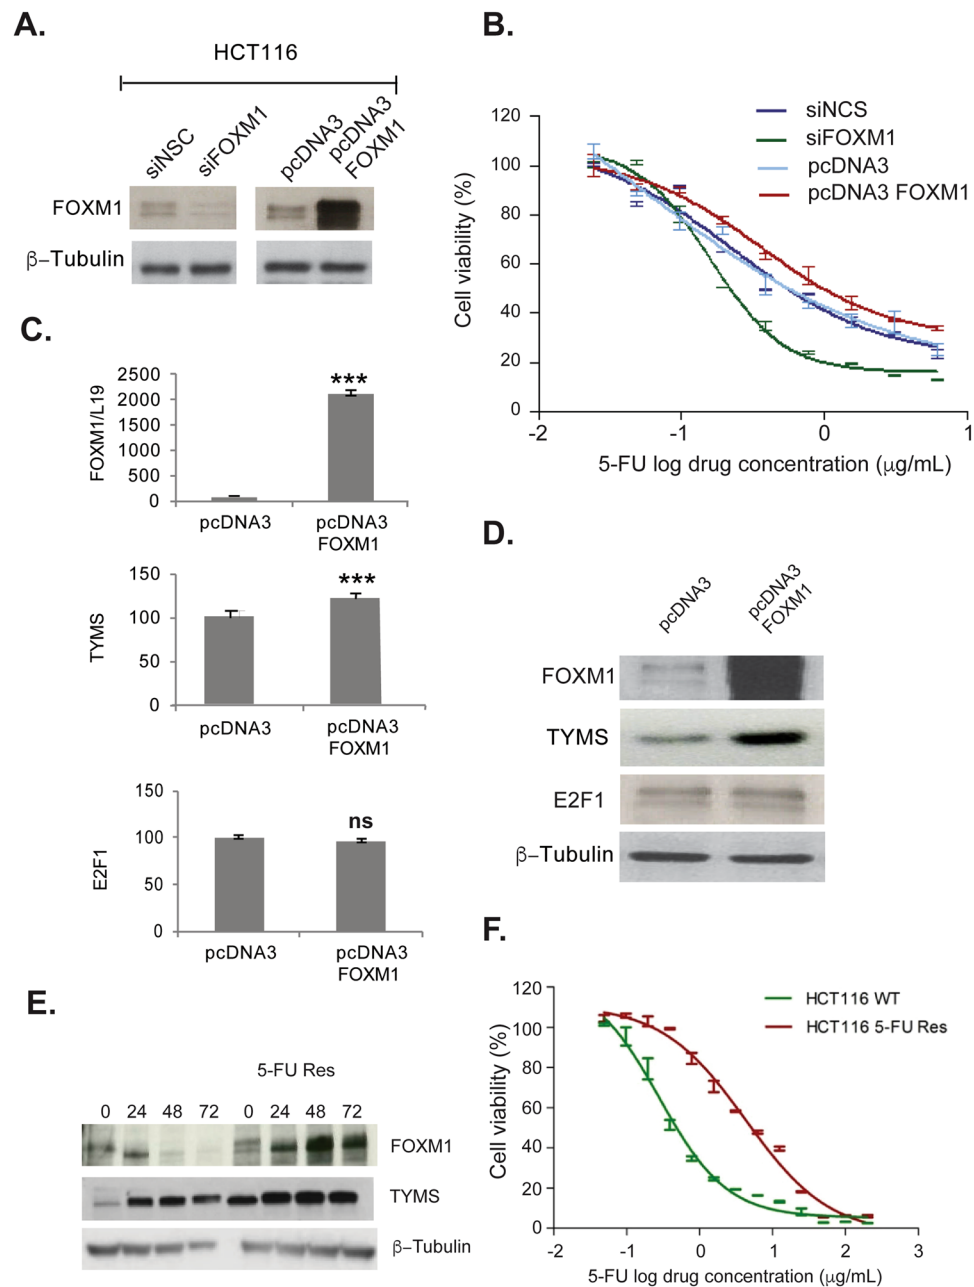 A.
HCT116
siNSC
siFOXM1
pcDNA3
pcDNA3
FOXM1
FOXM1
β–Tubulin
B.
siNCS
siFOXM1
pcDNA3
pcDNA3 FOXM1
Cell viability (%)
120
100
80
60
40
20
0
-2 -1 0 1
5-FU log drug concentration (µg/mL)
C.
FOXM1/L19
2500
2000
1500
1000
500
0
***
pcDNA3
pcDNA3
FOXM1
TYMS
150
100
50
0
***
pcDNA3
pcDNA3
FOXM1
E2F1
150
100
50
0
ns
pcDNA3
pcDNA3
FOXM1
D.
pcDNA3
pcDNA3
FOXM1
FOXM1
TYMS
E2F1
β–Tubulin
E.
5-FU Res
0 24 48 72 0 24 48 72
FOXM1
TYMS
β–Tubulin
F.
HCT116 WT
HCT116 5-FU Res
Cell viability (%)
120
100
80
60
40
20
0
-2 -1 0 1 2 3
5-FU log drug concentration (µg/mL)